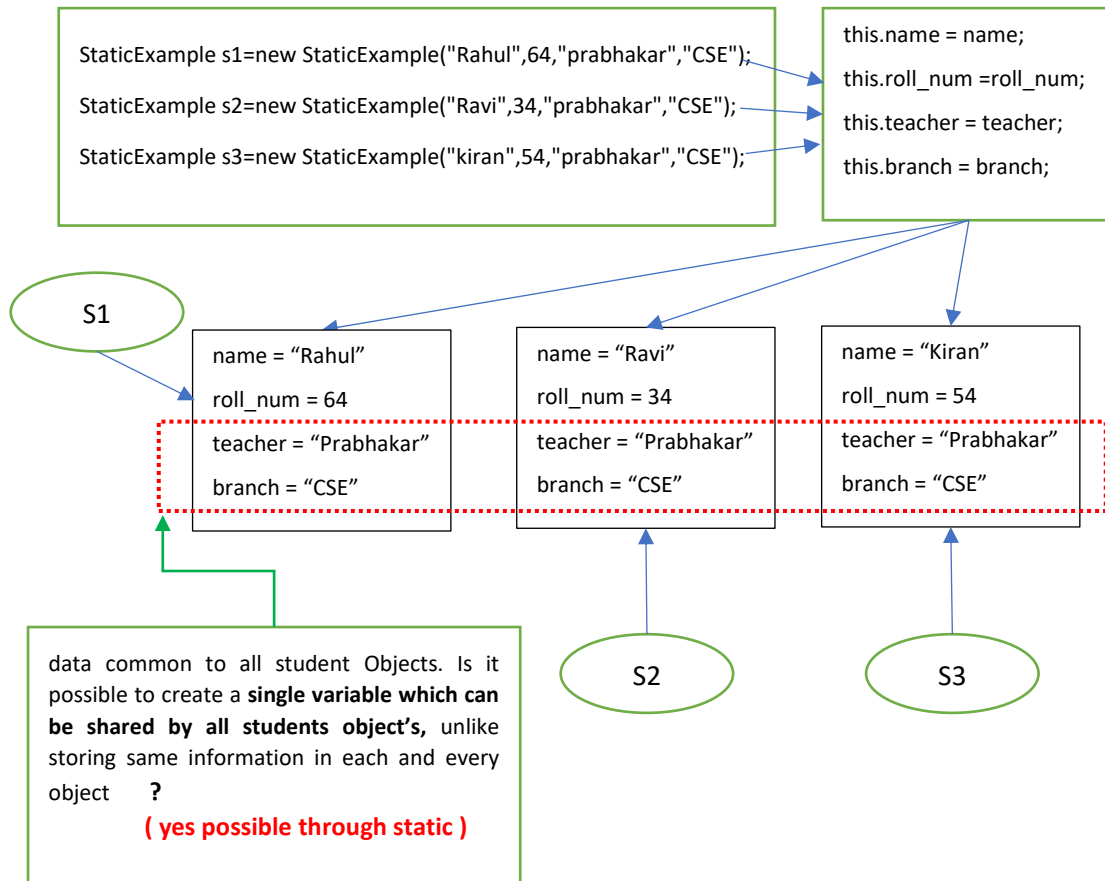 StaticExample s1=new StaticExample("Rahul",64,"prabhakar","CSE");
StaticExample s2=new StaticExample("Ravi",34,"prabhakar","CSE");
StaticExample s3=new StaticExample("kiran",54,"prabhakar","CSE");
this.name = name;
this.roll_num =roll_num;
this.teacher = teacher;
this.branch = branch;
S1
name = “Rahul”
roll_num = 64
teacher = “Prabhakar”
branch = “CSE”
name = “Ravi”
roll_num = 34
teacher = “Prabhakar”
branch = “CSE”
name = “Kiran”
roll_num = 54
teacher = “Prabhakar”
branch = “CSE”
data common to all student Objects. Is it
possible to create a single variable which can
be shared by all students object’s, unlike
storing same information in each and every
object ?
( yes possible through static )
S2
S3